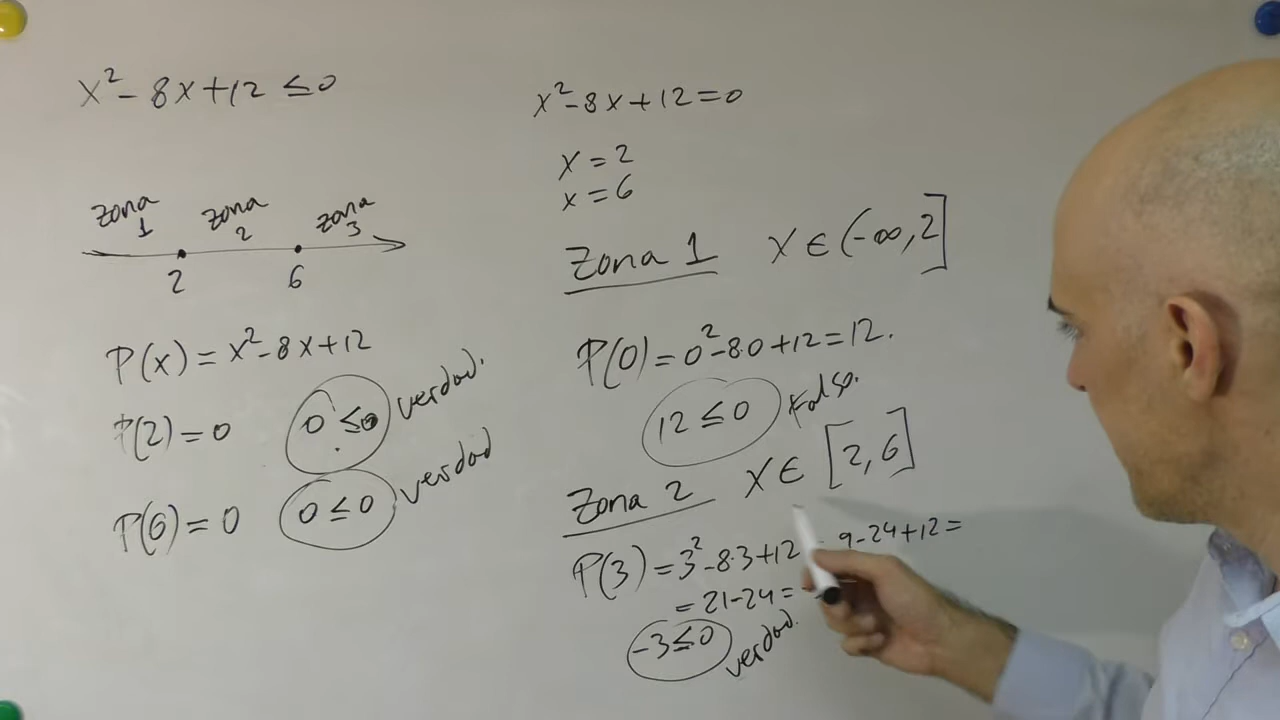 x²-8x+12≤0
zona 1 zona 2 zona 3
2 6
P(x)=x²-8x+12
P(2)=0 0≤0 verdad.
P(6)=0 0≤0 verdad
x²-8x+12=0
x=2
x=6
Zona 1 x∈(-∞,2]
P(0)=0²-8·0+12=12.
12≤0 Falso.
Zona 2 x∈[2,6]
P(3)=3²-8·3+12 9-24+12=
=21-24=
-3≤0 verdad.